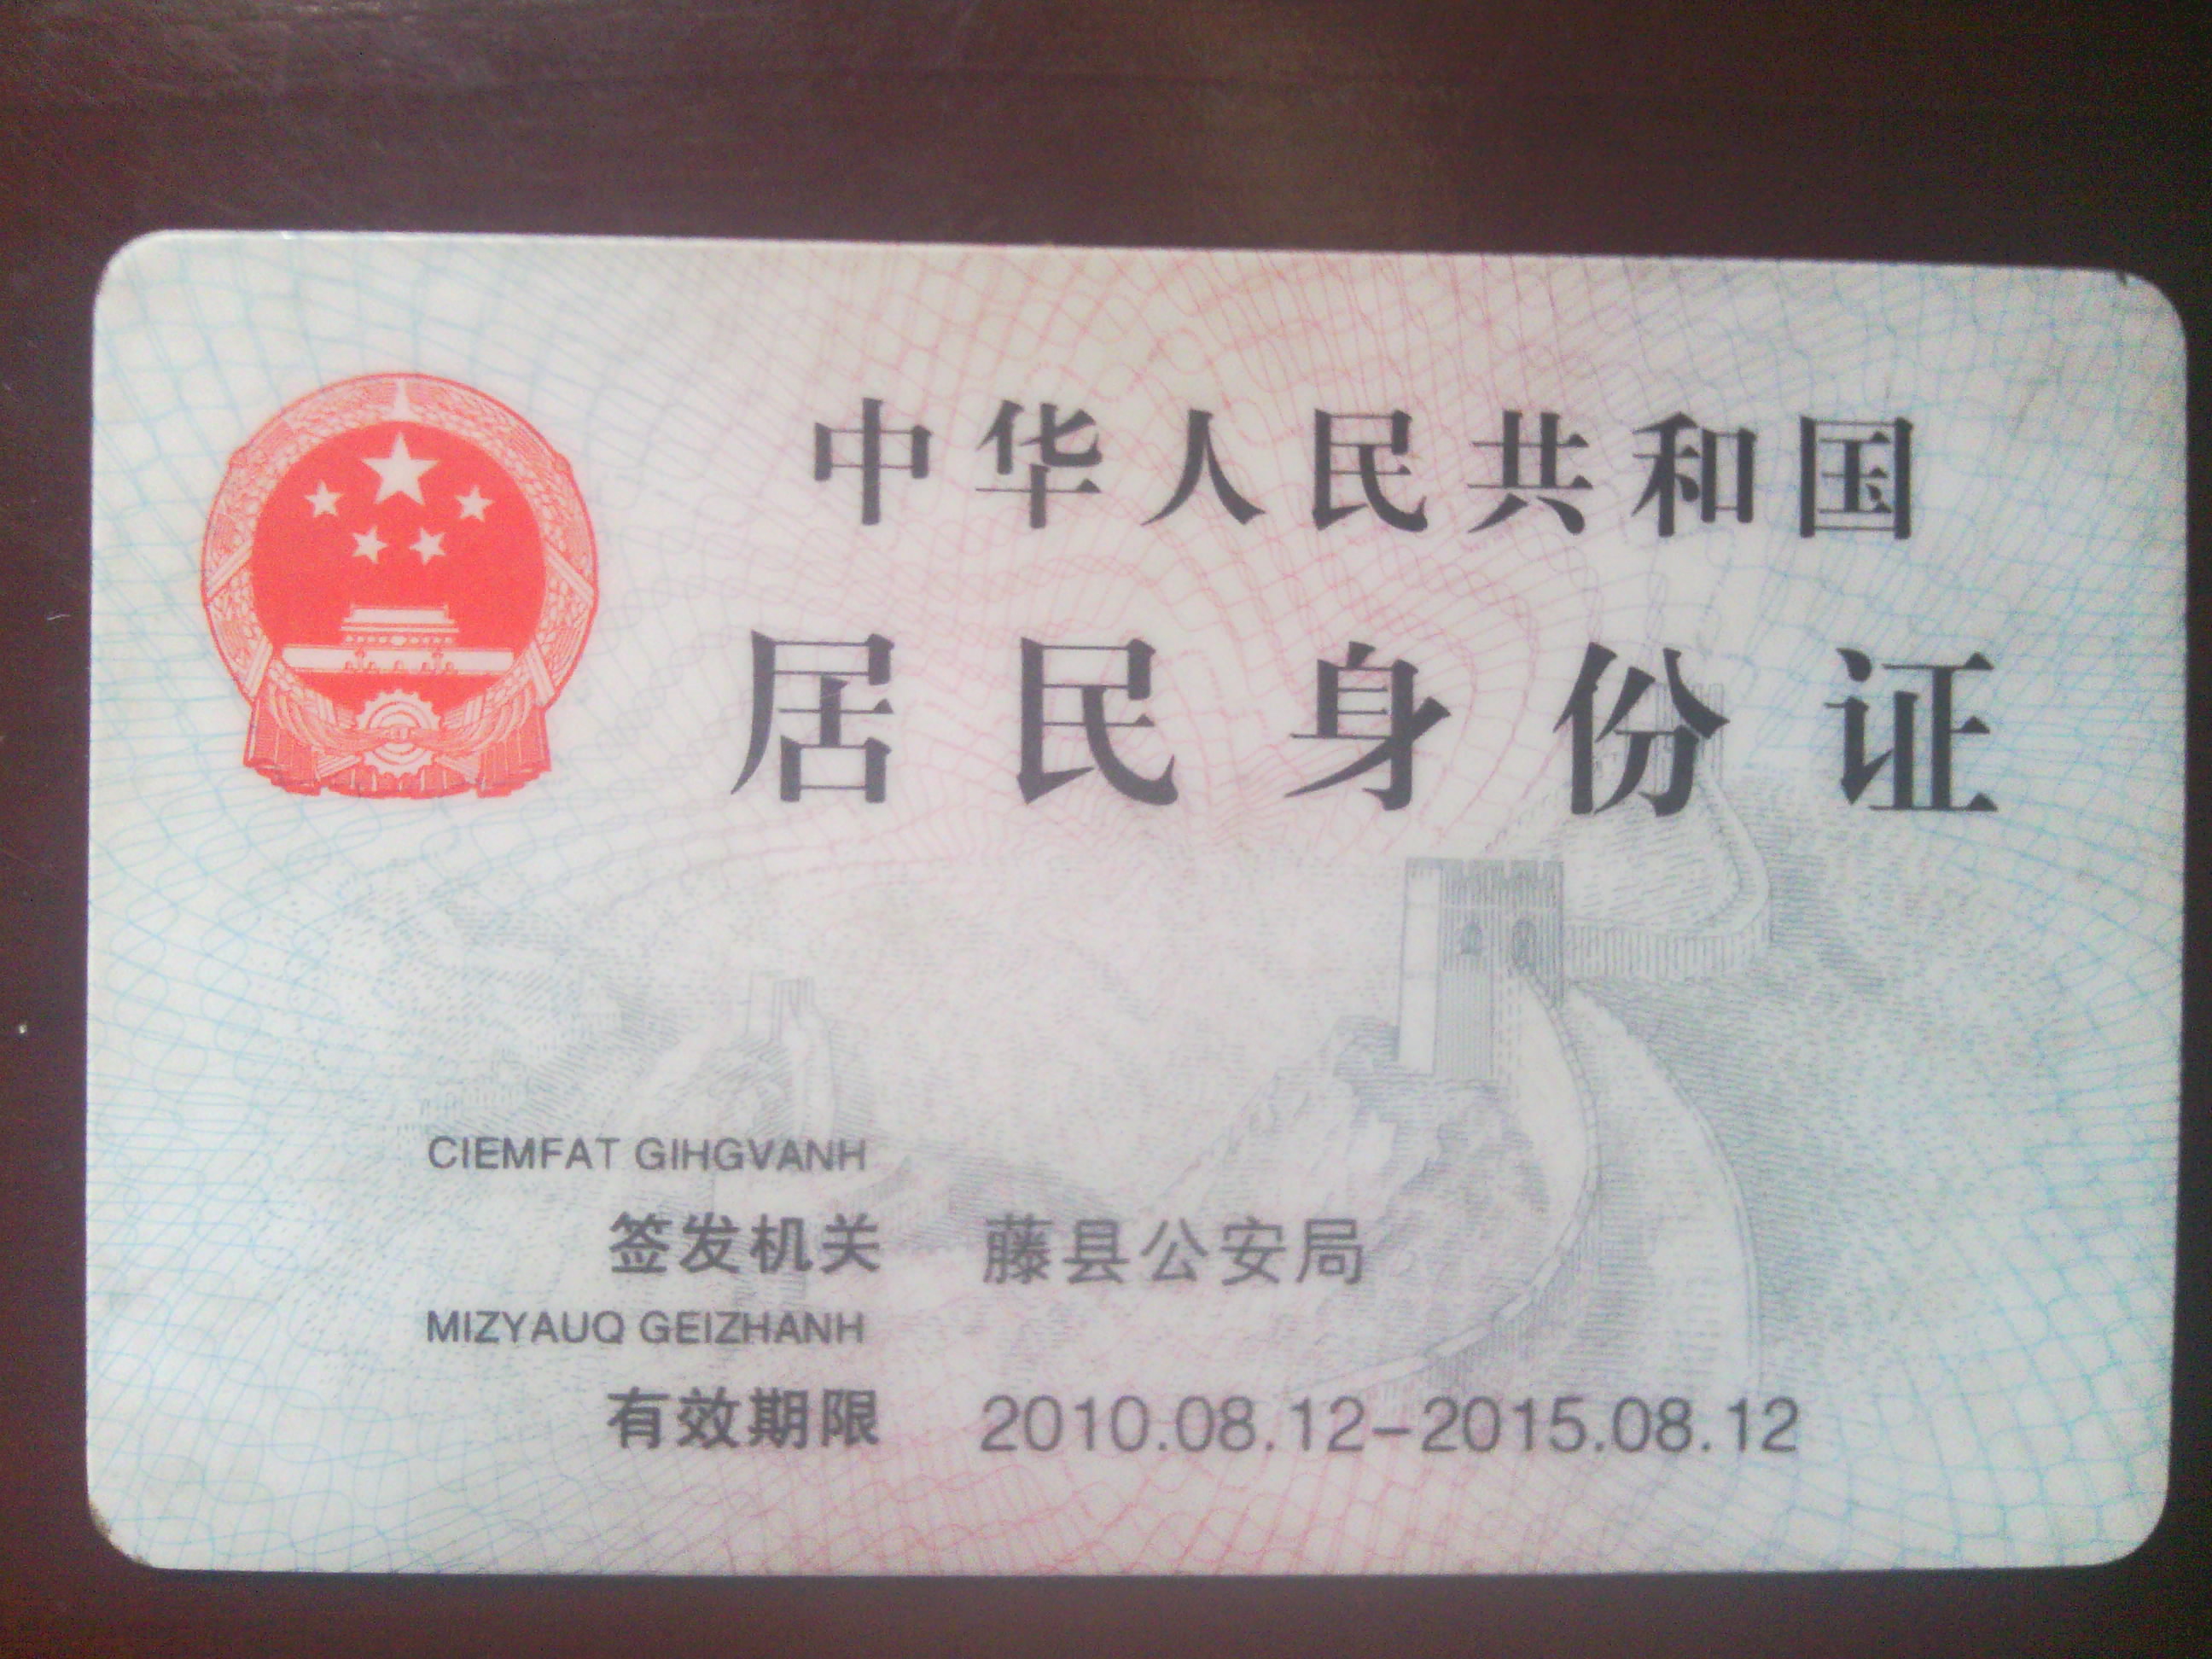 中华人民共和国
居民身份证
CIEMFAT GIHGVANH
签发机关 藤县公安局
MIZYAUQ GEIZHANH
有效期限 2010.08.12-2015.08.12